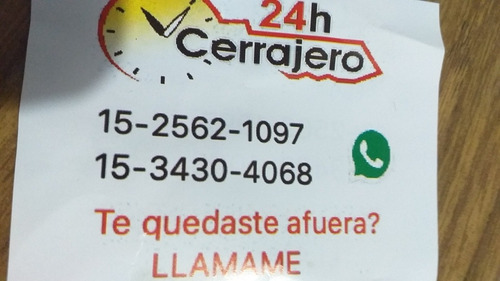 24h
Cerrajero
15-2562-1097
15-3430-4068
Te quedaste afuera?
LLAMAME